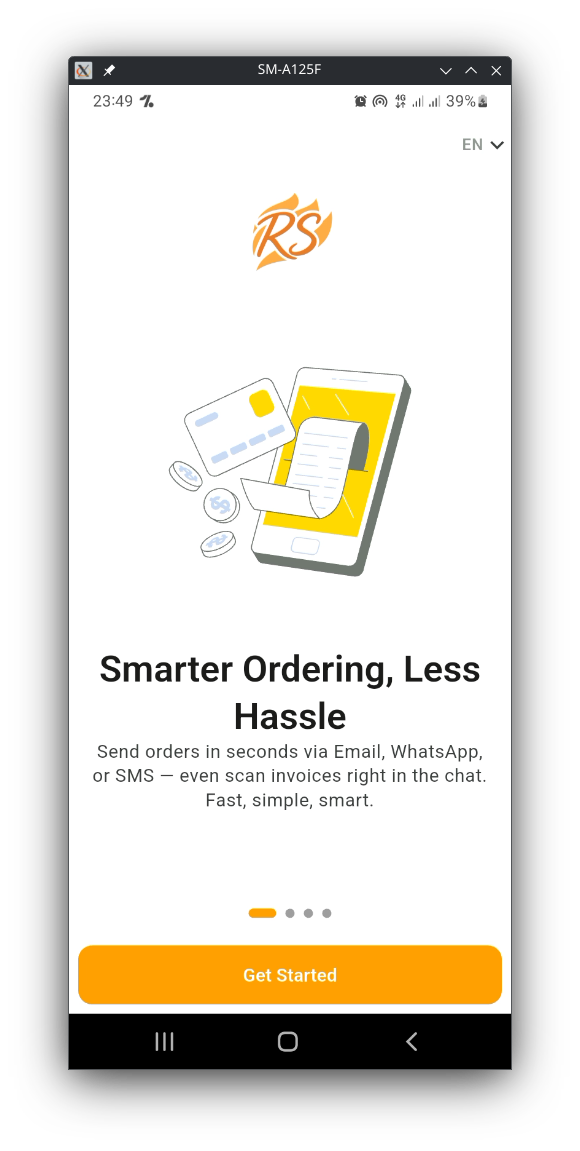 SM-A125F
23:49
4G
39%
EN
RS
Smarter Ordering, Less
Hassle
Send orders in seconds via Email, WhatsApp,
or SMS — even scan invoices right in the chat.
Fast, simple, smart.
Get Started